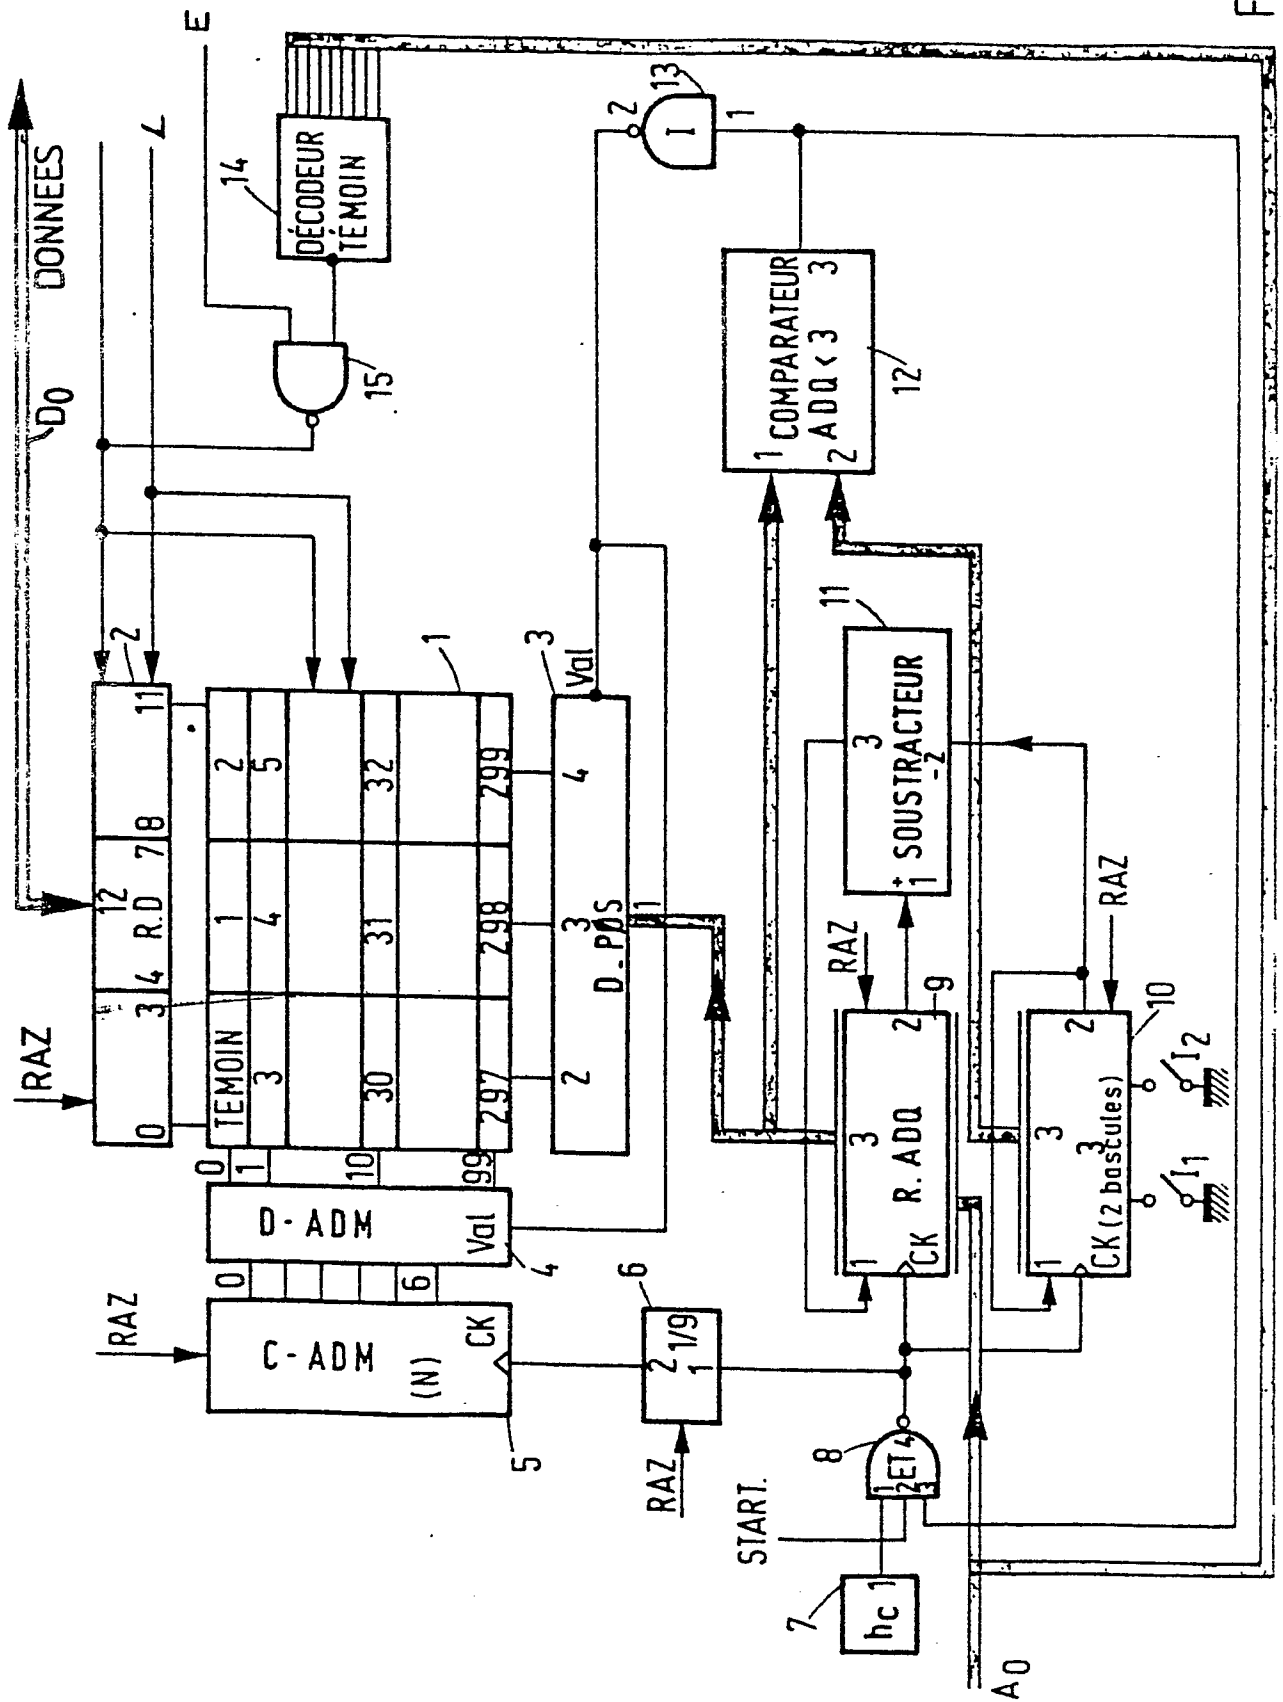 E
L
DONNÉES
D0
14
DÉCODEUR
TÉMOIN
15
13
I
2
1
RAZ
2
12
0 3 4 R.D 7 8 11
TEMOIN 1 2
3 4 5
30 31 32
297 298 299
1
0
1
10
99
D-ADM
Val
4
3
Val
2 3 4
D-POS
1
RAZ
0
6
C-ADM
(N)
CK
5
6
2 1/9
1
RAZ
COMPARATEUR
ADQ < 3
1
2
3
12
11
3
SOUSTRACTEUR
+
1
-2
RAZ
9
3
R.ADQ
2
1
CK
RAZ
10
3
2
1
3
CK (2 bascules)
I1
I2
START.
8
1
2 ET 4
3
7
hc 1
A0